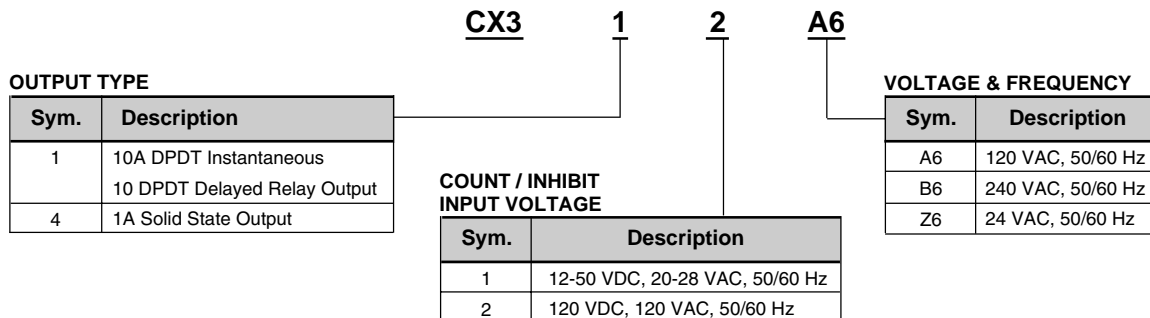 CX3 1 2 A6
OUTPUT TYPE
Sym. Description
1 10A DPDT Instantaneous
10 DPDT Delayed Relay Output
4 1A Solid State Output
COUNT / INHIBIT
INPUT VOLTAGE
Sym. Description
1 12-50 VDC, 20-28 VAC, 50/60 Hz
2 120 VDC, 120 VAC, 50/60 Hz
VOLTAGE & FREQUENCY
Sym. Description
A6 120 VAC, 50/60 Hz
B6 240 VAC, 50/60 Hz
Z6 24 VAC, 50/60 Hz